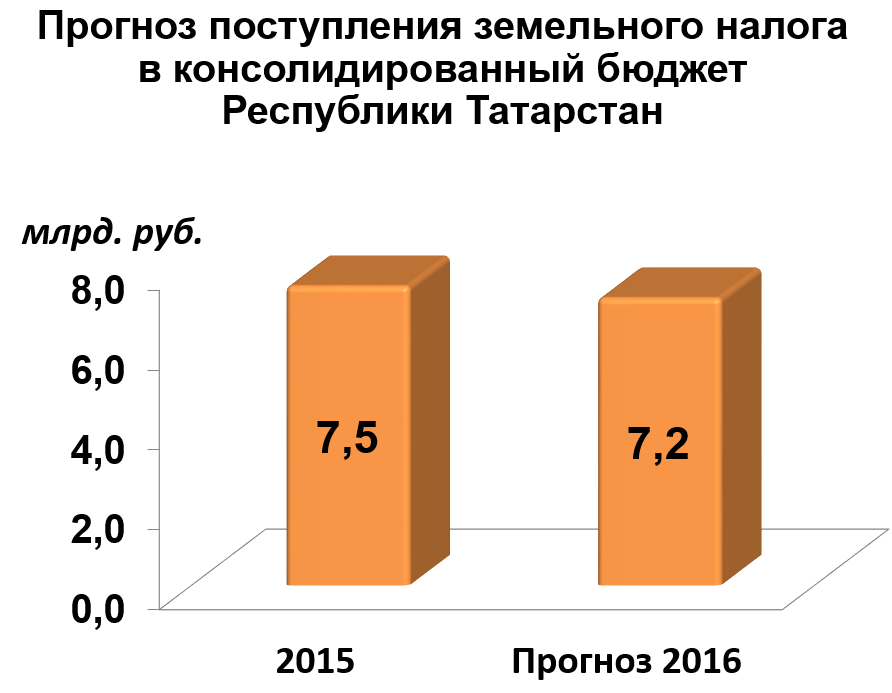 Прогноз поступления земельного налога
в консолидированный бюджет
Республики Татарстан
млрд. руб.
8,0
6,0
4,0
2,0
0,0
7,5
7,2
2015
Прогноз 2016